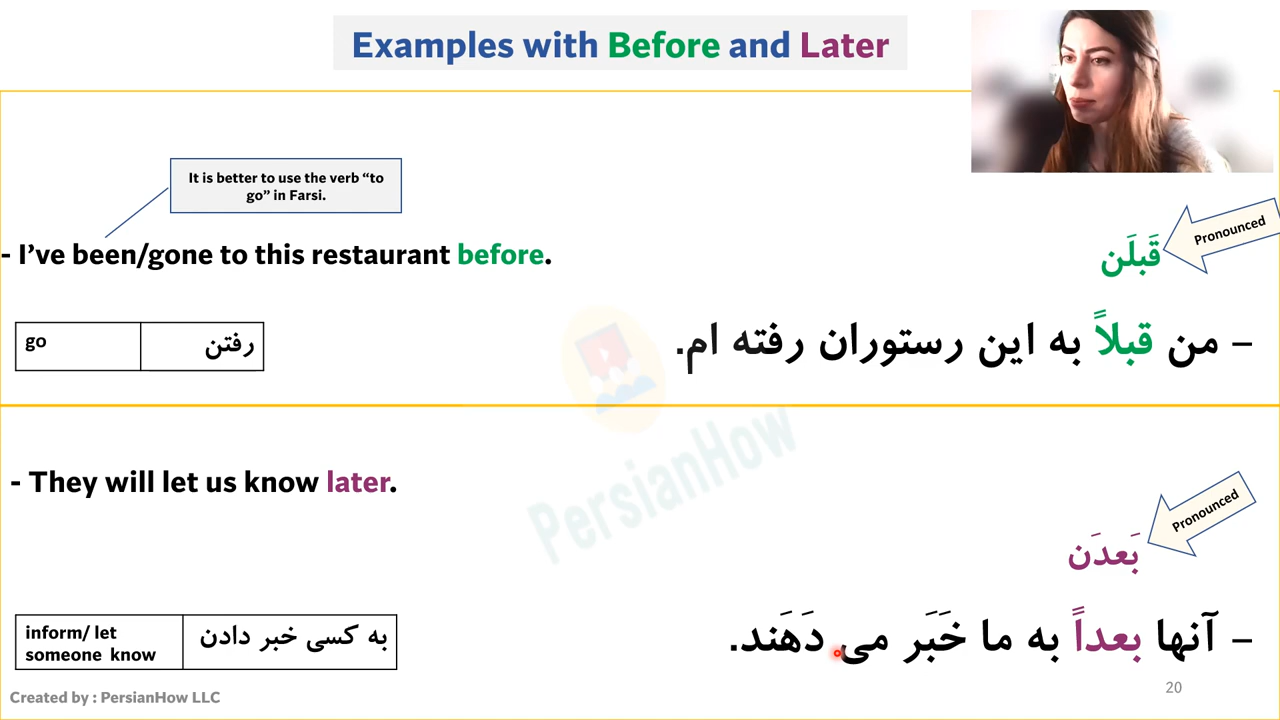 Examples with Before and Later
It is better to use the verb “to
go” in Farsi.
Pronounced
- I’ve been/gone to this restaurant before.
قَبلَن
go
رفتن
– من قبلاً به این رستوران رفته ام.
PersianHow
- They will let us know later.
Pronounced
بَعدَن
inform/ let
someone know
به کسی خبر دادن
– آنها بعداً به ما خَبَر می دَهَند.
Created by : PersianHow LLC
20